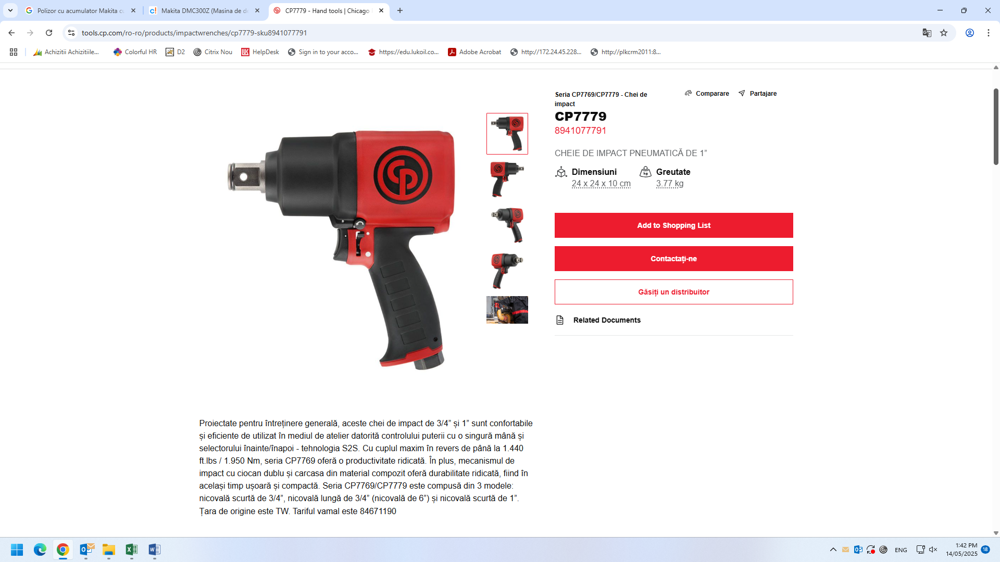 Polizor cu acumulator Makita cu
Makita DMC300Z (Masina de de
CP7779 - Hand tools | Chicago
tools.cp.com/ro-ro/products/impactwrenches/cp7779-sku8941077791
Achizitii Achizitiile...
Colorful HR
D2
Citrix Nou
HelpDesk
Sign in to your acco...
https://edu.lukoil.co...
Adobe Acrobat
http://172.24.45.228...
http://plkcrm2011:8...
Seria CP7769/CP7779 - Chei de
impact
Comparare
Partajare
CP7779
8941077791
CHEIE DE IMPACT PNEUMATICĂ DE 1”
Dimensiuni
24 x 24 x 10 cm
Greutate
3.77 kg
Add to Shopping List
Contactați-ne
Găsiți un distribuitor
Related Documents
Proiectate pentru întreținere generală, aceste chei de impact de 3/4” și 1” sunt confortabile
și eficiente de utilizat în mediul de atelier datorită controlului puterii cu o singură mână și
selectorului înainte/înapoi - tehnologia S2S. Cu cuplul maxim în revers de până la 1.440
ft.lbs / 1.950 Nm, seria CP7769 oferă o productivitate ridicată. În plus, mecanismul de
impact cu ciocan dublu și carcasa din material compozit oferă durabilitate ridicată, fiind în
același timp ușoară și compactă. Seria CP7769/CP7779 este compusă din 3 modele:
nicovală scurtă de 3/4”, nicovală lungă de 3/4” (nicovală de 6”) și nicovală scurtă de 1”.
Țara de origine este TW. Tariful vamal este 84671190
ENG
1:42 PM
14/05/2025
18